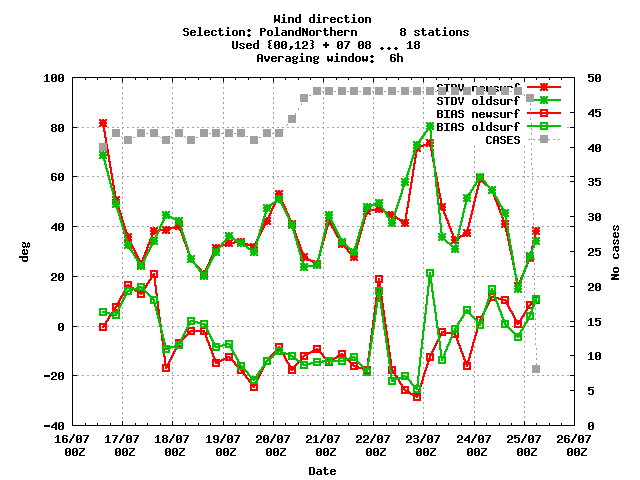 Wind direction
Selection: PolandNorthern 8 stations
Used {00,12} + 07 08 ... 18
Averaging window: 6h
100 50
STDV newsurf
45
STDV oldsurf
80
BIAS newsurf
BIAS oldsurf
CASES
40
60 35
40 30
25
deg No cases
20 20
0 15
10
-20
5
-40 0
16/07 17/07 18/07 19/07 20/07 21/07 22/07 23/07 24/07 25/07 26/07
00Z 00Z 00Z 00Z 00Z 00Z 00Z 00Z 00Z 00Z 00Z
Date